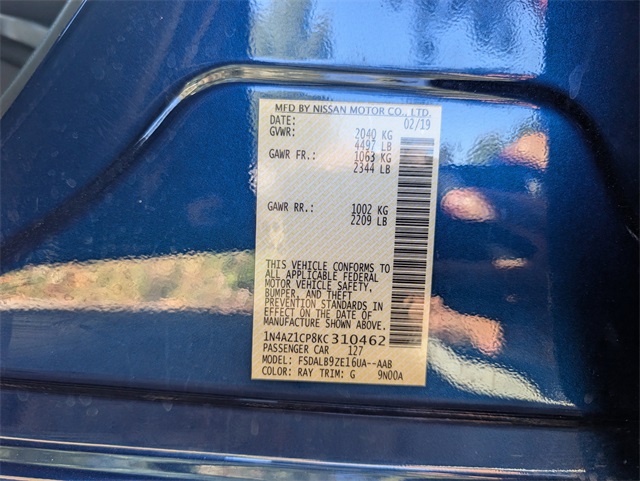 MFD BY NISSAN MOTOR CO., LTD.
DATE: 02/19
GVWR: 2040 KG
4497 LB
GAWR FR.: 1063 KG
2344 LB
GAWR RR.: 1002 KG
2209 LB
THIS VEHICLE CONFORMS TO
ALL APPLICABLE FEDERAL
MOTOR VEHICLE SAFETY,
BUMPER, AND THEFT
PREVENTION STANDARDS IN
EFFECT ON THE DATE OF
MANUFACTURE SHOWN ABOVE.
1N4AZ1CP8KC310462
PASSENGER CAR 127
MODEL: FSDALB9ZE16UA--AAB
COLOR: RAY TRIM: G 9N00A